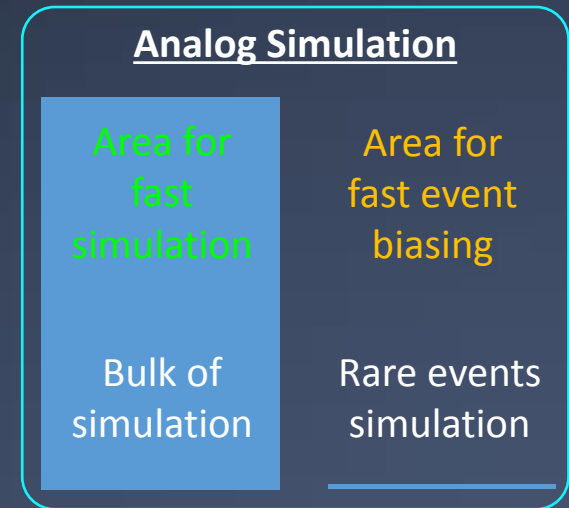 Analog Simulation
Area for
fast
simulation
Area for
fast event
biasing
Bulk of
simulation
Rare events
simulation